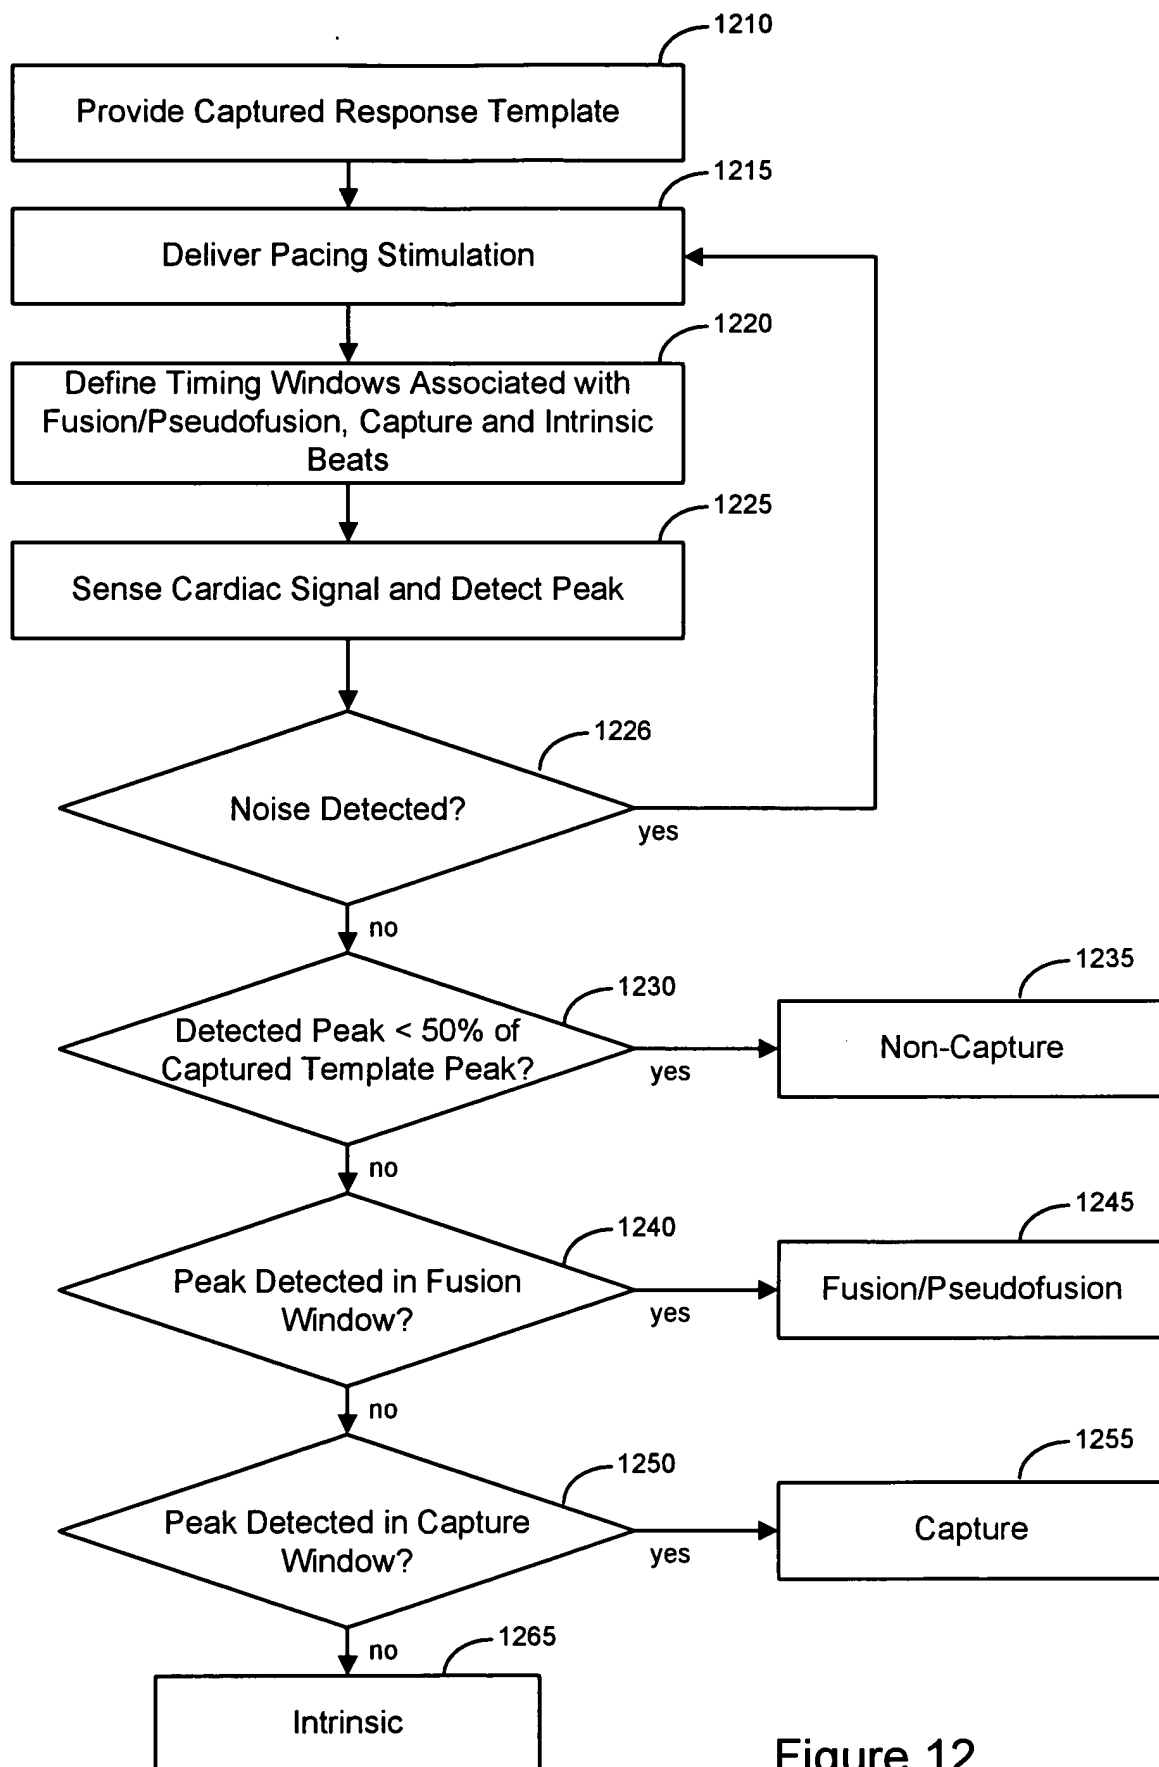 1210
Provide Captured Response Template
1215
Deliver Pacing Stimulation
1220
Define Timing Windows Associated with
Fusion/Pseudofusion, Capture and Intrinsic
Beats
1225
Sense Cardiac Signal and Detect Peak
1226
Noise Detected?
yes
no
1230
Detected Peak < 50% of
Captured Template Peak?
yes
1235
Non-Capture
no
1240
Peak Detected in Fusion
Window?
yes
1245
Fusion/Pseudofusion
no
1250
Peak Detected in Capture
Window?
yes
1255
Capture
no
1265
Intrinsic
Figure 12